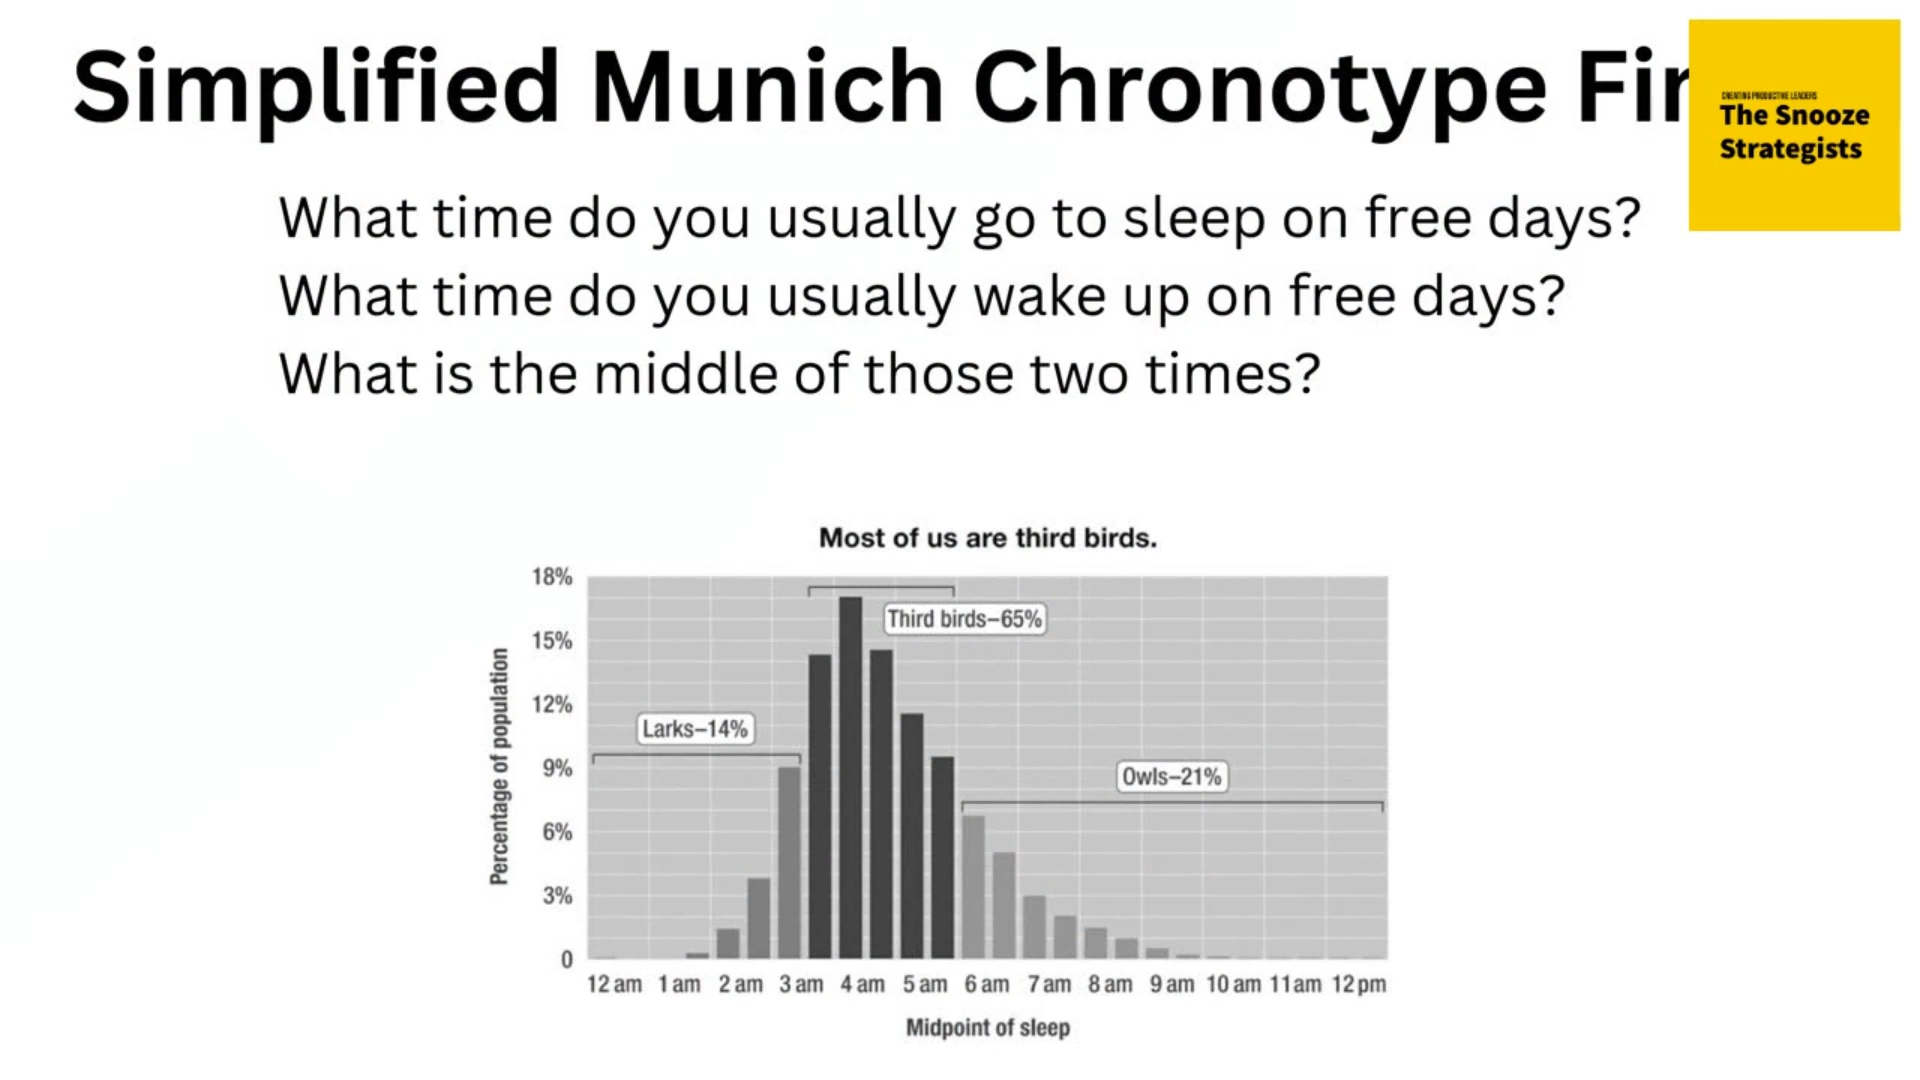 Simplified Munich Chronotype
CREATING PRODUCTIVE LEADERS
The Snooze
Strategists
What time do you usually go to sleep on free days?
What time do you usually wake up on free days?
What is the middle of those two times?
Most of us are third birds.
18%
15%
12%
9%
6%
3%
0
Percentage of population
Third birds–65%
Larks–14%
Owls–21%
12 am 1 am 2 am 3 am 4 am 5 am 6 am 7 am 8 am 9 am 10 am 11 am 12 pm
Midpoint of sleep